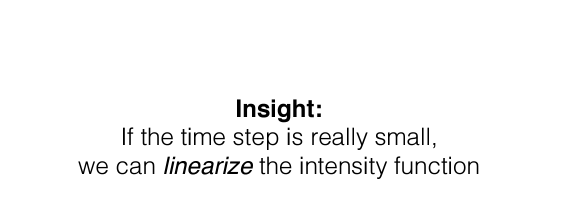 Insight:
If the time step is really small,
we can linearize the intensity function